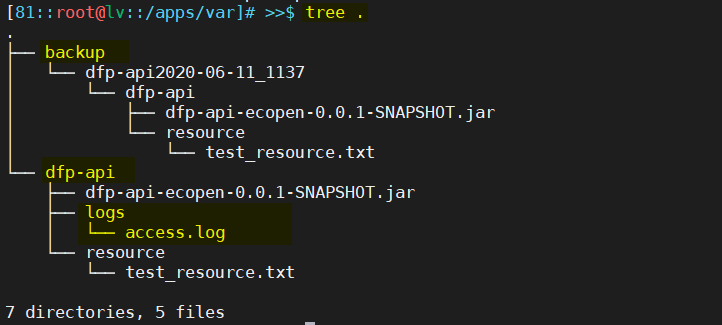 [81::root@lv::/apps/var]# >>$ tree .
.
├── backup
│   └── dfp-api2020-06-11_1137
│       └── dfp-api
│           ├── dfp-api-ecopen-0.0.1-SNAPSHOT.jar
│           └── resource
│               └── test_resource.txt
└── dfp-api
    ├── dfp-api-ecopen-0.0.1-SNAPSHOT.jar
    ├── logs
    │   └── access.log
    └── resource
        └── test_resource.txt

7 directories, 5 files